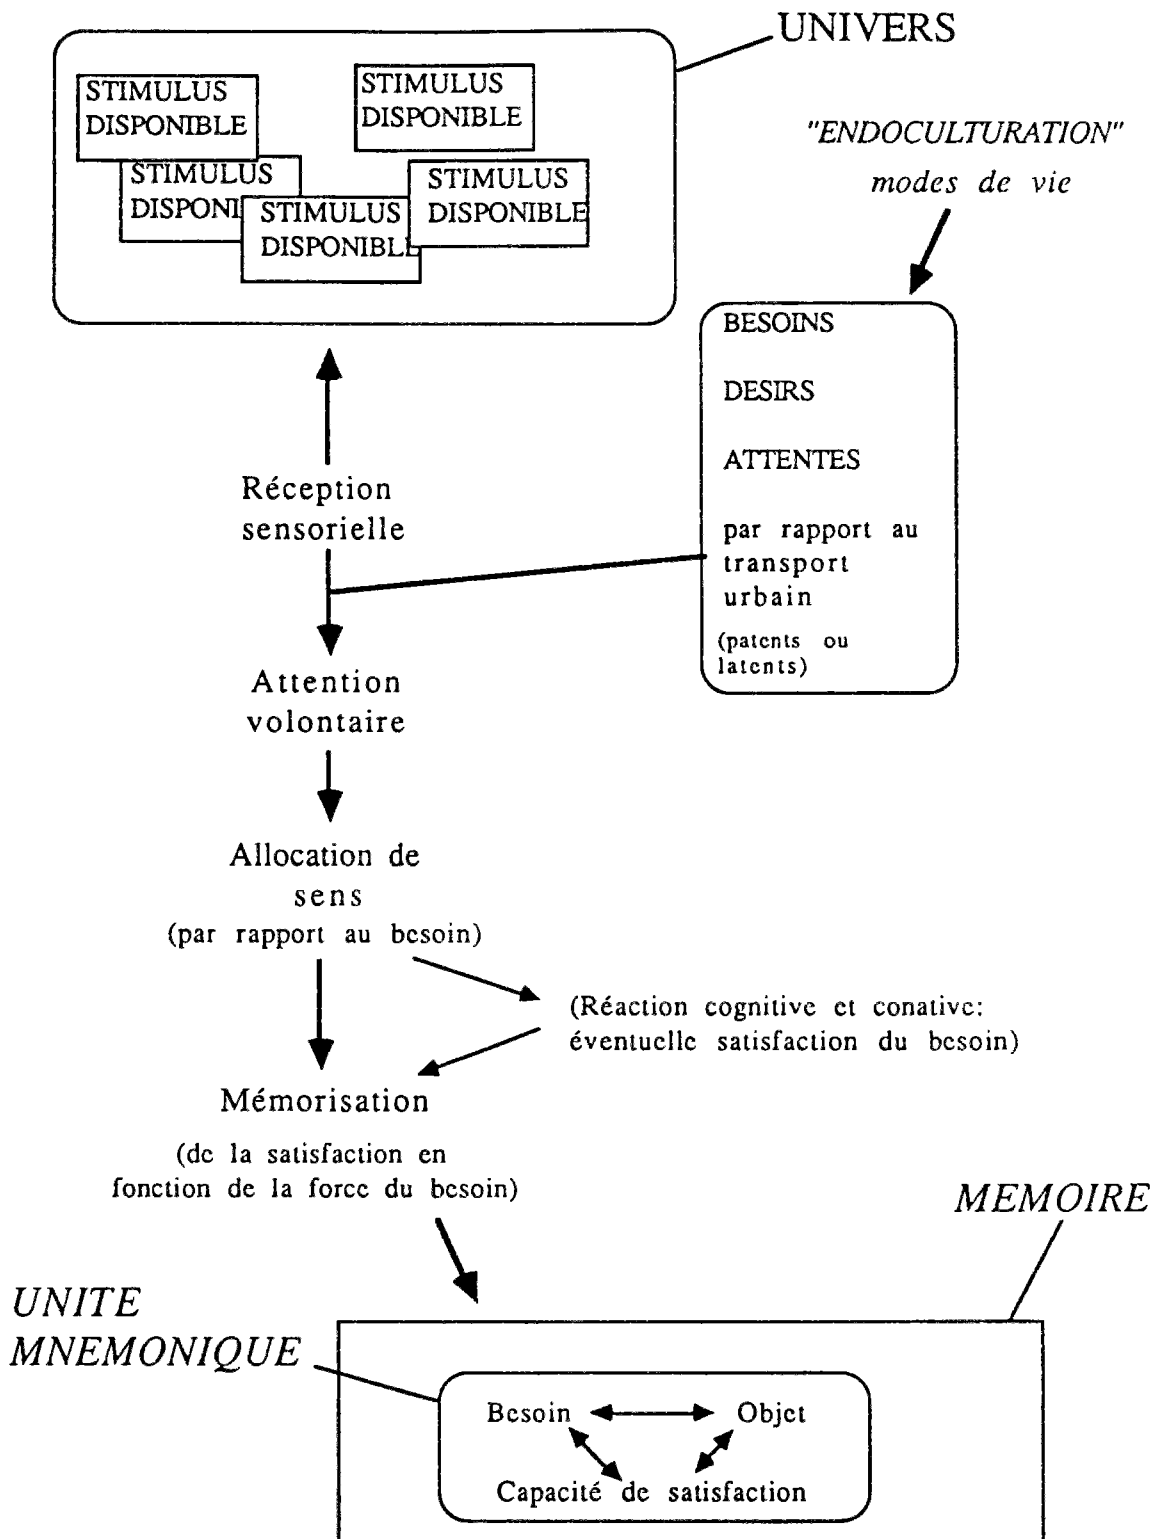 UNIVERS
STIMULUS
DISPONIBLE
STIMULUS
DISPONIBLE
STIMULUS
DISPONI
STIMULUS
DISPONIBLE
STIMULUS
DISPONIBLE
"ENDOCULTURATION"
modes de vie
BESOINS
DESIRS
ATTENTES
par rapport au
transport
urbain
(patents ou
latents)
Réception
sensorielle
Attention
volontaire
Allocation de
sens
(par rapport au besoin)
(Réaction cognitive et conative:
éventuelle satisfaction du besoin)
Mémorisation
(de la satisfaction en
fonction de la force du besoin)
MEMOIRE
UNITE
MNEMONIQUE
Besoin Objet
Capacité de satisfaction